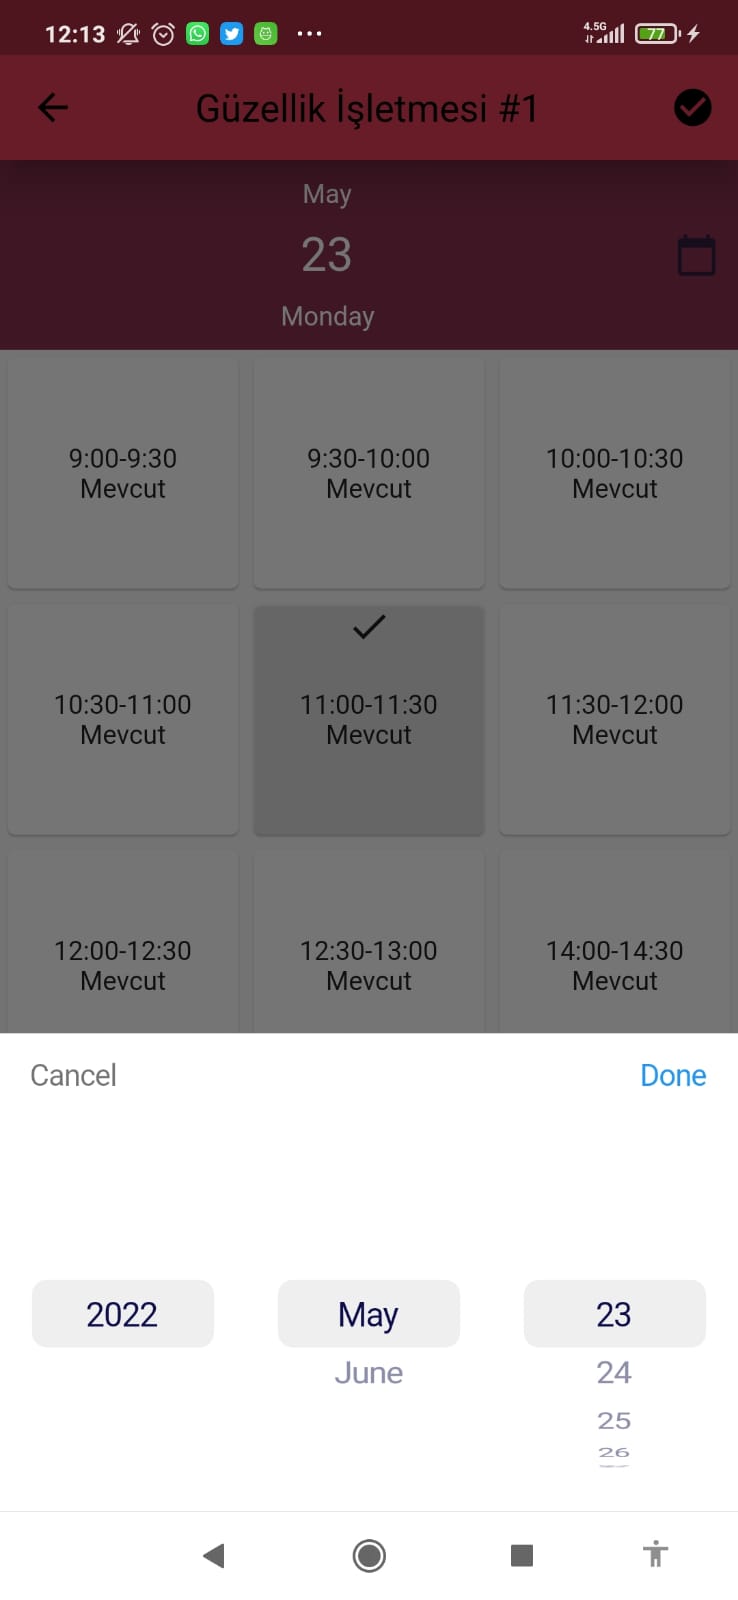 12:13
4.5G
77
Güzellik İşletmesi #1
May
23
Monday
9:00-9:30
Mevcut
9:30-10:00
Mevcut
10:00-10:30
Mevcut
10:30-11:00
Mevcut
11:00-11:30
Mevcut
11:30-12:00
Mevcut
12:00-12:30
Mevcut
12:30-13:00
Mevcut
14:00-14:30
Mevcut
Cancel
Done
2022
May
23
June
24
25
26